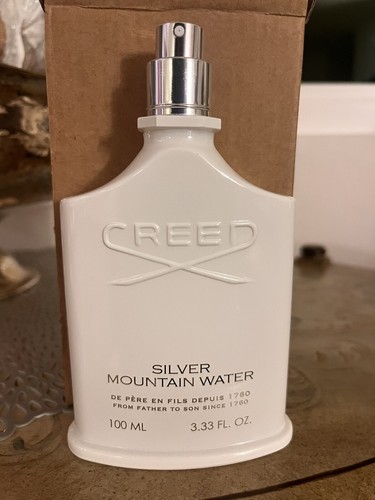 CREED
SILVER
MOUNTAIN WATER
DE PÈRE EN FILS DEPUIS 1760
FROM FATHER TO SON SINCE 1760
100 ML 3.33 FL. OZ.